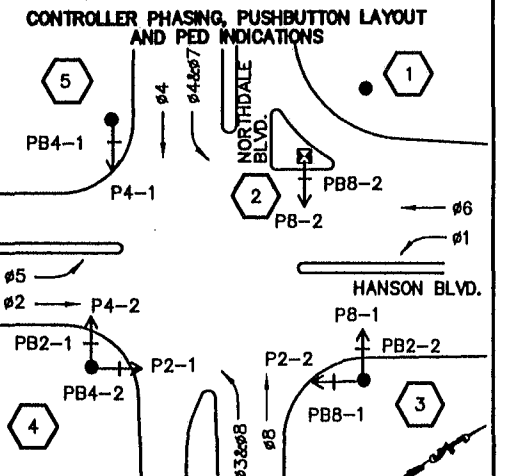 CONTROLLER PHASING, PUSHBUTTON LAYOUT
AND PED INDICATIONS
5
ø4
ø4&ø7
1
PB4-1
NORTHDALE
BLVD.
P4-1
2
PB8-2
P8-2
ø6
ø1
ø5
HANSON BLVD.
ø2
P4-2
P8-1
PB2-1
PB2-2
P2-1
P2-2
PB4-2
PB8-1
4
3
ø3&ø8
ø8